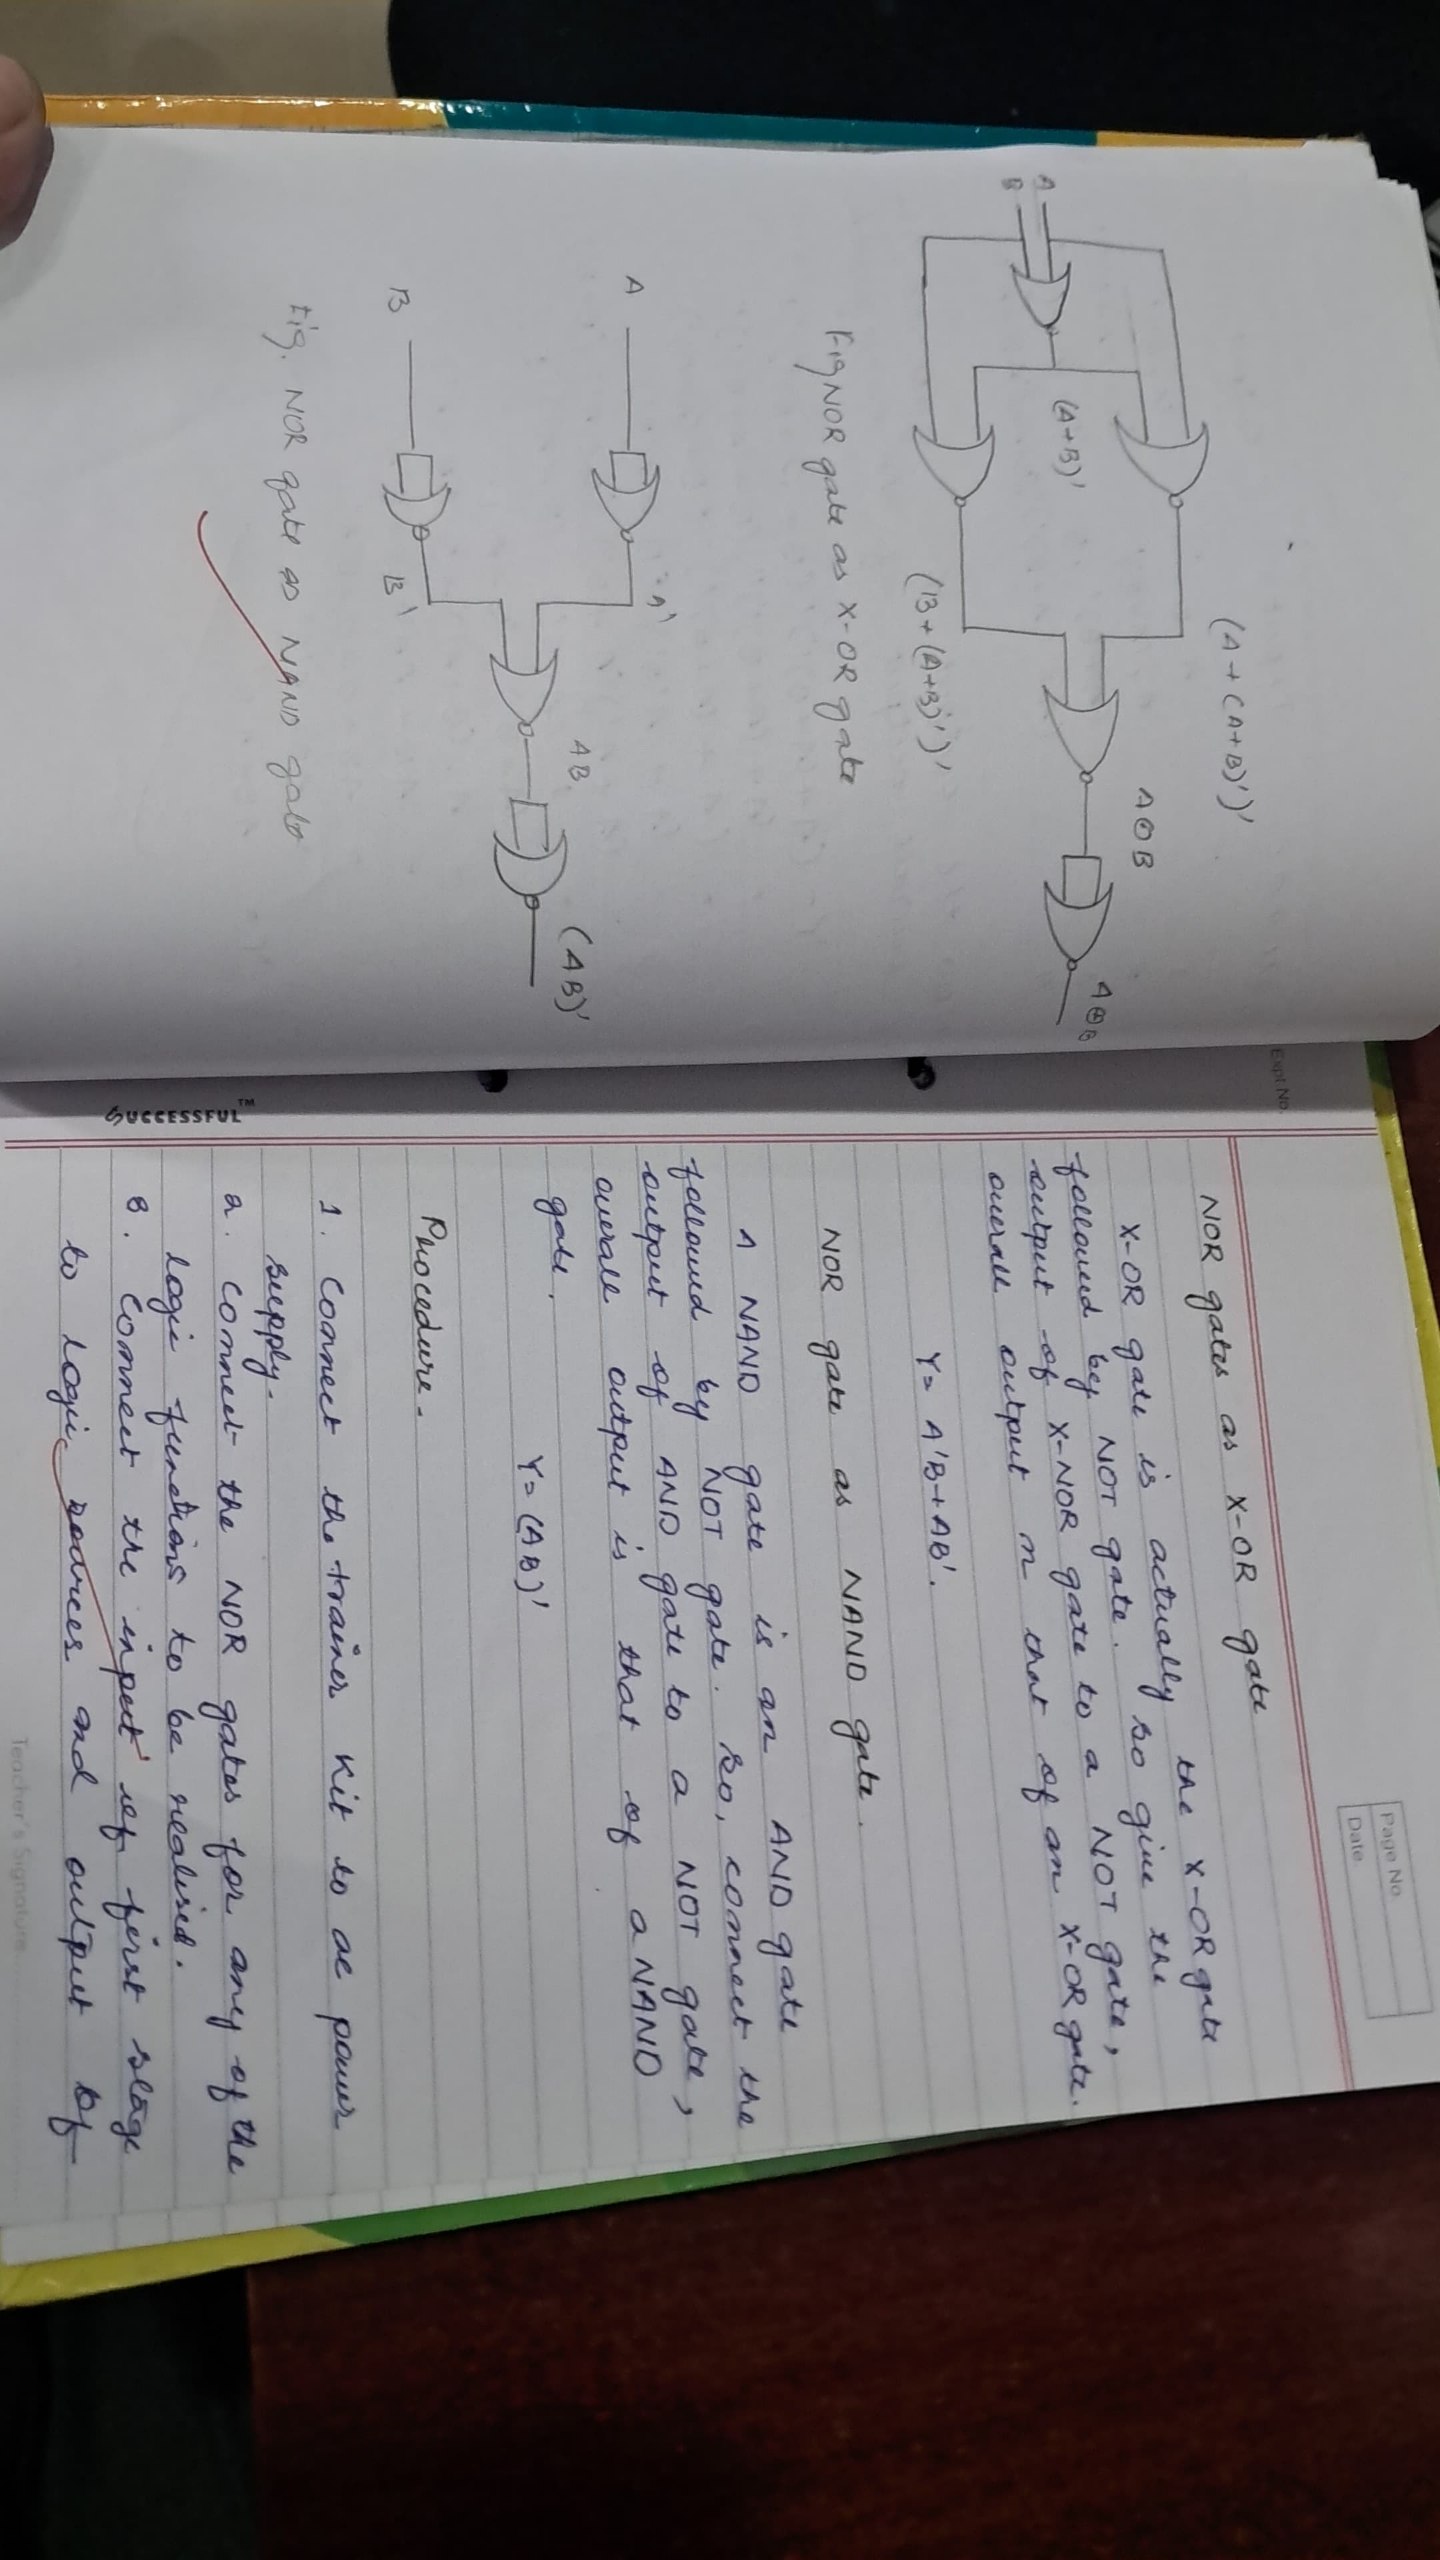 A
B
(A+B)'
(A+(A+B)')'
(B+(A+B)')'
A⊙B
A⊕B
Fig NOR gate as X-OR gate
A
A'
B
B'
AB
(AB)'
Fig. NOR gate as NAND gate
Expt.No.
Page No.
Date
NOR gates as X-OR gate
X-OR gate is actually the X-OR gate
followed by NOT gate. so give the
output of X-NOR gate to a NOT gate,
overall output n that of an X-OR gate.
Y= A'B+AB'.
NOR gate as NAND gate.
A NAND gate is an AND gate
followed by NOT gate. so, connect the
output of AND gate to a NOT gate,
overall output is that of a NAND
gate.
Y=(AB)'
Procedure.
1. Connect the trainer Kit to ac power
supply.
2. Connect the NOR gates for any of the
logic functions to be realised.
3. Connect the input of first stage
to logic sources and output of
SUCCESSFUL™
Teacher's Signature